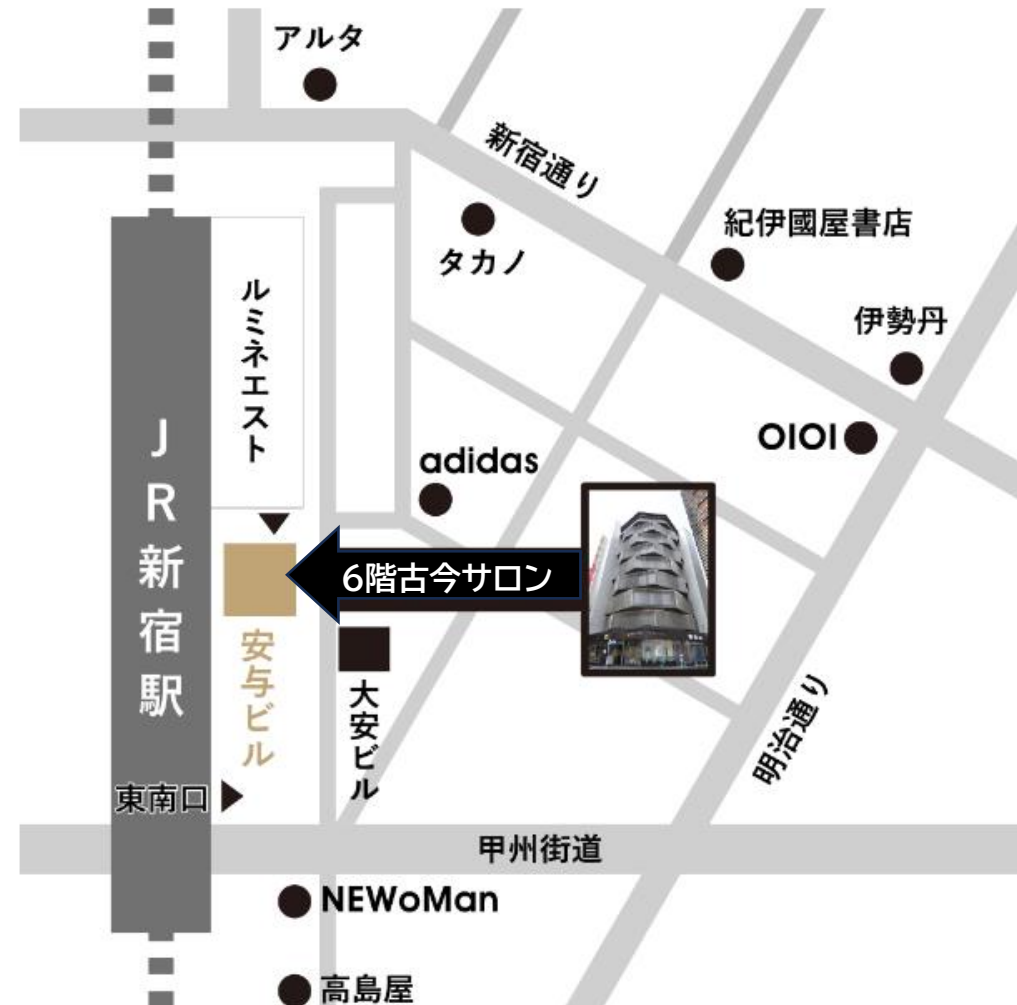 アルタ
新宿通り
紀伊國屋書店
タカノ
ルミネエスト
伊勢丹
OIOI
adidas
JR新宿駅
6階古今サロン
安与ビル
大安ビル
明治通り
東南口
甲州街道
NEWoMan
高島屋